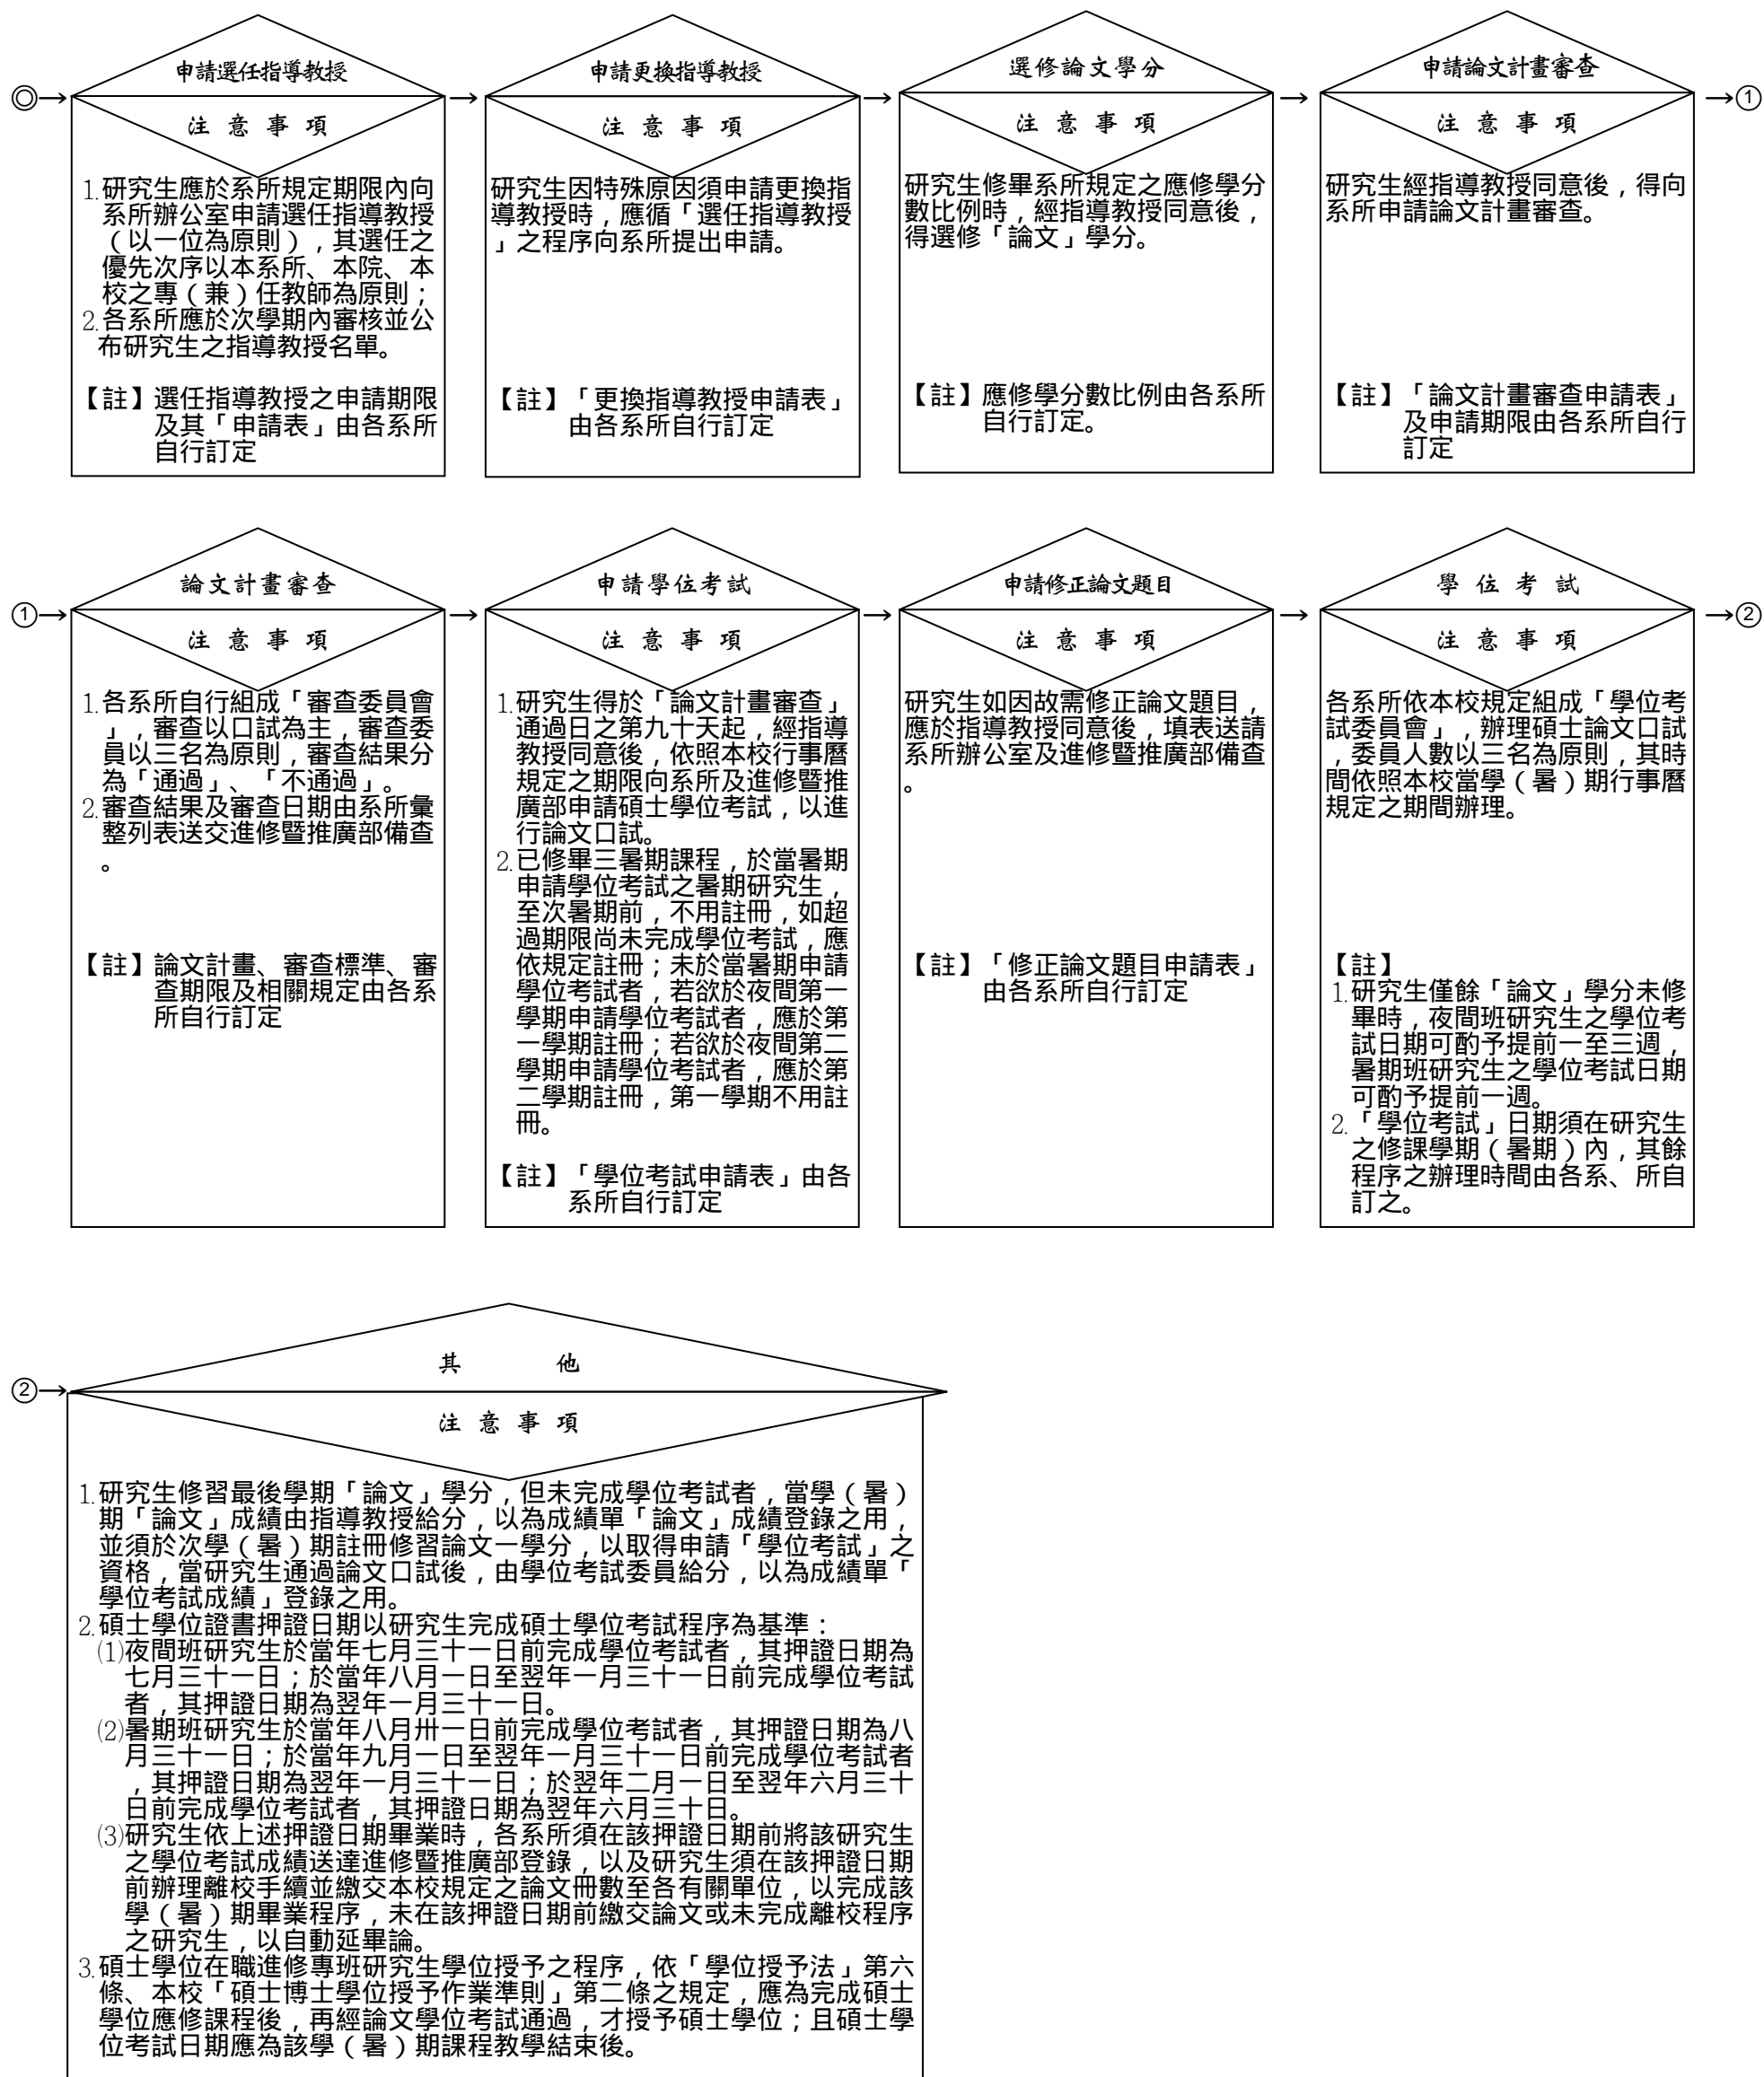 ◎→
申請選任指導教授
注意事項
1.研究生應於系所規定期限內向
系所辦公室申請選任指導教授
（以一位為原則），其選任之
優先次序以本系所、本院、本
校之專（兼）任教師為原則；
2.各系所應於次學期內審核並公
布研究生之指導教授名單。
【註】選任指導教授之申請期限
及其「申請表」由各系所
自行訂定
→
申請更換指導教授
注意事項
研究生因特殊原因須申請更換指
導教授時，應循「選任指導教授
」之程序向系所提出申請。
【註】「更換指導教授申請表」
由各系所自行訂定
→
選修論文學分
注意事項
研究生修畢系所規定之應修學分
數比例時，經指導教授同意後，
得選修「論文」學分。
【註】應修學分數比例由各系所
自行訂定。
→
申請論文計畫審查
注意事項
研究生經指導教授同意後，得向
系所申請論文計畫審查。
【註】「論文計畫審查申請表」
及申請期限由各系所自行
訂定
→①
①→
論文計畫審查
注意事項
1.各系所自行組成「審查委員會
」，審查以口試為主，審查委
員以三名為原則，審查結果分
為「通過」、「不通過」。
2.審查結果及審查日期由系所彙
整列表送交進修暨推廣部備查
。
【註】論文計畫、審查標準、審
查期限及相關規定由各系
所自行訂定
→
申請學位考試
注意事項
1.研究生得於「論文計畫審查」
通過日之第九十天起，經指導
教授同意後，依照本校行事曆
規定之期限向系所及進修暨推
廣部申請碩士學位考試，以進
行論文口試。
2.已修畢三暑期課程，於當暑期
申請學位考試之暑期研究生，
至次暑期前，不用註冊，如超
過期限尚未完成學位考試，應
依規定註冊；未於當暑期申請
學位考試者，若欲於夜間第一
學期申請學位考試者，應於第
一學期註冊；若欲於夜間第二
學期申請學位考試者，應於第
二學期註冊，第一學期不用註
冊。
【註】「學位考試申請表」由各
系所自行訂定
→
申請修正論文題目
注意事項
研究生如因故需修正論文題目，
應於指導教授同意後，填表送請
系所辦公室及進修暨推廣部備查
。
【註】「修正論文題目申請表」
由各系所自行訂定
→
學位考試
注意事項
各系所依本校規定組成「學位考
試委員會」，辦理碩士論文口試
，委員人數以三名為原則，其時
間依照本校當學（暑）期行事曆
規定之期間辦理。
【註】
1.研究生僅餘「論文」學分未修
畢時，夜間班研究生之學位考
試日期可酌予提前一至三週，
暑期班研究生之學位考試日期
可酌予提前一週。
2.「學位考試」日期須在研究生
之修課學期（暑期）內，其餘
程序之辦理時間由各系、所自
訂之。
→②
②→
其他
注意事項
1.研究生修習最後學期「論文」學分，但未完成學位考試者，當學（暑）
期「論文」成績由指導教授給分，以為成績單「論文」成績登錄之用，
並須於次學（暑）期註冊修習論文一學分，以取得申請「學位考試」之
資格，當研究生通過論文口試後，由學位考試委員給分，以為成績單「
學位考試成績」登錄之用。
2.碩士學位證書押證日期以研究生完成碩士學位考試程序為基準：
(1)夜間班研究生於當年七月三十一日前完成學位考試者，其押證日期為
七月三十一日；於當年八月一日至翌年一月三十一日前完成學位考試
者，其押證日期為翌年一月三十一日。
(2)暑期班研究生於當年八月卅一日前完成學位考試者，其押證日期為八
月三十一日；於當年九月一日至翌年一月三十一日前完成學位考試者
，其押證日期為翌年一月三十一日；於翌年二月一日至翌年六月三十
日前完成學位考試者，其押證日期為翌年六月三十日。
(3)研究生依上述押證日期畢業時，各系所須在該押證日期前將該研究生
之學位考試成績送達進修暨推廣部登錄，以及研究生須在該押證日期
前辦理離校手續並繳交本校規定之論文冊數至各有關單位，以完成該
學（暑）期畢業程序，未在該押證日期前繳交論文或未完成離校程序
之研究生，以自動延畢論。
3.碩士學位在職進修專班研究生學位授予之程序，依「學位授予法」第六
條、本校「碩士博士學位授予作業準則」第二條之規定，應為完成碩士
學位應修課程後，再經論文學位考試通過，才授予碩士學位；且碩士學
位考試日期應為該學（暑）期課程教學結束後。